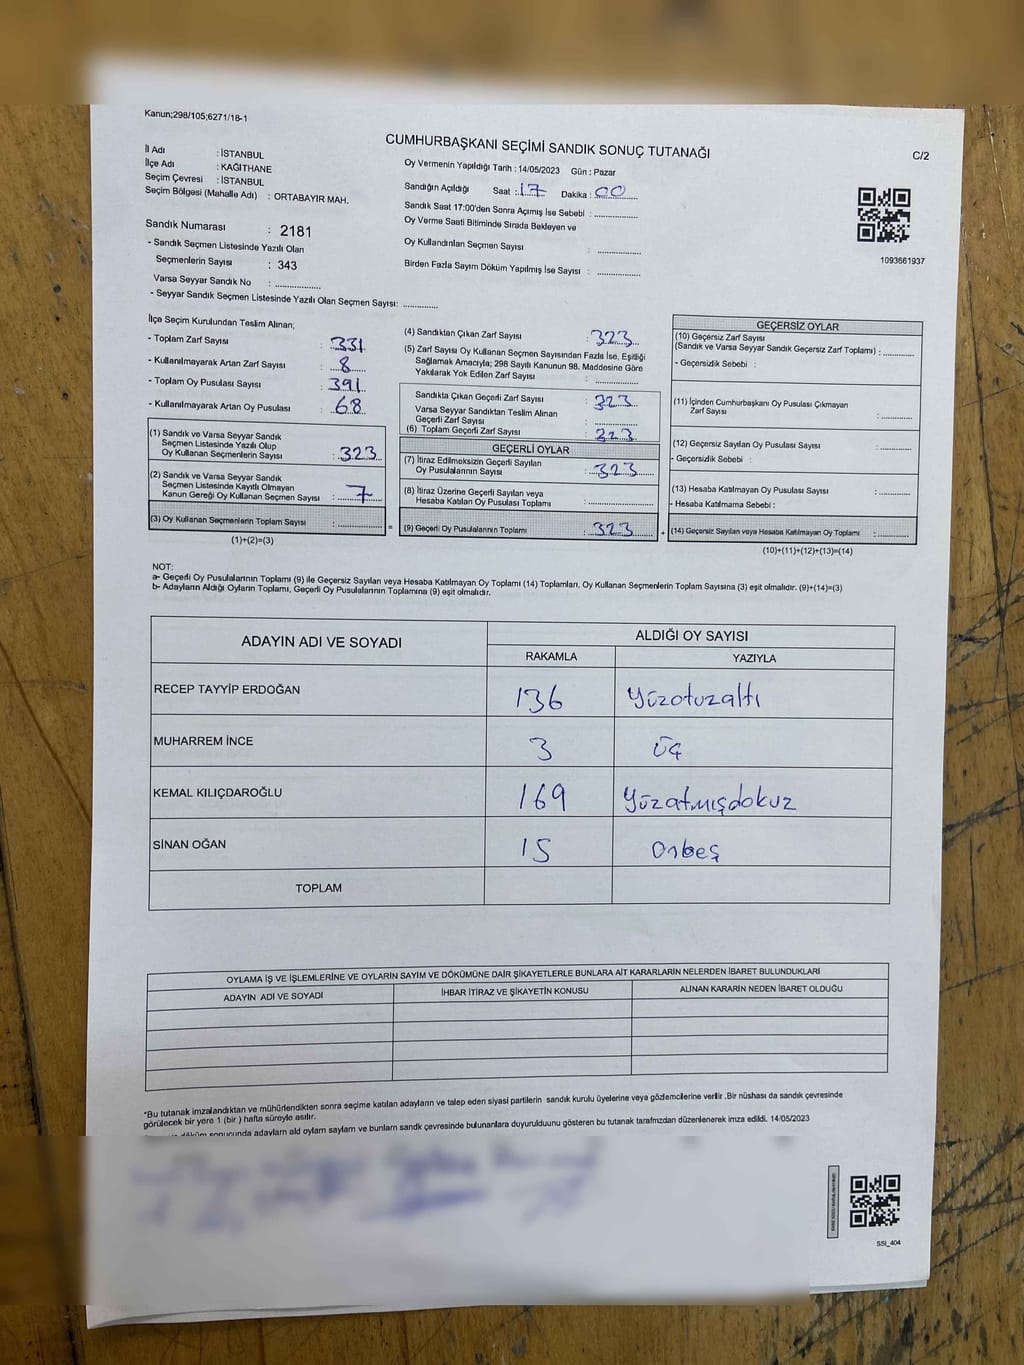 Kanun;298/105;6271/18-1
CUMHURBAŞKANI SEÇİMİ SANDIK SONUÇ TUTANAĞI
C/2
İl Adı : İSTANBUL
İlçe Adı : KAĞITHANE
Seçim Çevresi : İSTANBUL
Seçim Bölgesi (Mahalle Adı) : ORTABAYIR MAH.
Sandık Numarası : 2181
- Sandık Seçmen Listesinde Yazılı Olan
Seçmenlerin Sayısı : 343
Varsa Seyyar Sandık No : ..................
- Seyyar Sandık Seçmen Listesinde Yazılı Olan Seçmen Sayısı: .............
Oy Vermenin Yapıldığı Tarih : 14/05/2023 Gün : Pazar
Sandığın Açıldığı Saat : 17 Dakika : 00
Sandık Saat 17:00'den Sonra Açımış İse Sebebi : ..................
Oy Verme Saati Bitiminde Sırada Bekleyen ve
Oy Kullandırılan Seçmen Sayısı : ..................
Birden Fazla Sayım Döküm Yapılmış İse Sayısı : ..................
1093661937
İlçe Seçim Kurulundan Teslim Alınan;
- Toplam Zarf Sayısı : 331
- Kullanılmayarak Artan Zarf Sayısı : 8
- Toplam Oy Pusulası Sayısı : 391
- Kullanılmayarak Artan Oy Pusulası : 68
(1) Sandık ve Varsa Seyyar Sandık
Seçmen Listesinde Yazılı Olup
Oy Kullanan Seçmenlerin Sayısı : 323
(2) Sandık ve Varsa Seyyar Sandık
Seçmen Listesinde Kayıtlı Olmayan
Kanun Gereği Oy Kullanan Seçmen Sayısı : 7
(3) Oy Kullanan Seçmenlerin Toplam Sayısı : ..................
(1)+(2)=(3)
=
(4) Sandıktan Çıkan Zarf Sayısı : 323
(5) Zarf Sayısı Oy Kullanan Seçmen Sayısından Fazla İse, Eşitliği
Sağlamak Amacıyla; 298 Sayılı Kanunun 98. Maddesine Göre
Yakılarak Yok Edilen Zarf Sayısı : ..................
Sandıkta Çıkan Geçerli Zarf Sayısı : 323
Varsa Seyyar Sandıktan Teslim Alınan
Geçerli Zarf Sayısı : ..................
(6) Toplam Geçerli Zarf Sayısı : 323
GEÇERLİ OYLAR
(7) İtiraz Edilmeksizin Geçerli Sayılan
Oy Pusulalarının Sayısı : 323
(8) İtiraz Üzerine Geçerli Sayılan veya
Hesaba Katılan Oy Pusulası Toplamı : ..................
(9) Geçerli Oy Pusulalarının Toplamı : 323
+
GEÇERSİZ OYLAR
(10) Geçersiz Zarf Sayısı
(Sandık ve Varsa Seyyar Sandık Geçersiz Zarf Toplamı) : .............
- Geçersizlik Sebebi :
(11) İçinden Cumhurbaşkanı Oy Pusulası Çıkmayan
Zarf Sayısı : .............
(12) Geçersiz Sayılan Oy Pusulası Sayısı : .............
- Geçersizlik Sebebi :
(13) Hesaba Katılmayan Oy Pusulası Sayısı : .............
- Hesaba Katılmama Sebebi :
(14) Geçersiz Sayılan veya Hesaba Katılmayan Oy Toplamı : .............
(10)+(11)+(12)+(13)=(14)
NOT:
a- Geçerli Oy Pusulalarının Toplamı (9) ile Geçersiz Sayılan veya Hesaba Katılmayan Oy Toplamı (14) Toplamları, Oy Kullanan Seçmenlerin Toplam Sayısına (3) eşit olmalıdır. (9)+(14)=(3)
b- Adayların Aldığı Oyların Toplamı, Geçerli Oy Pusulalarının Toplamına (9) eşit olmalıdır.
ADAYIN ADI VE SOYADI
ALDIĞI OY SAYISI
RAKAMLA YAZIYLA
RECEP TAYYİP ERDOĞAN 136 Yüzotuzaltı
MUHARREM İNCE 3 Üç
KEMAL KILIÇDAROĞLU 169 Yüzatmışdokuz
SİNAN OĞAN 15 Onbeş
TOPLAM
OYLAMA İŞ VE İŞLEMLERİNE VE OYLARIN SAYIM VE DÖKÜMÜNE DAİR ŞİKAYETLERLE BUNLARA AİT KARARLARIN NELERDEN İBARET BULUNDUKLARI
ADAYIN ADI VE SOYADI İHBAR İTİRAZ VE ŞİKAYETİN KONUSU ALINAN KARARIN NEDEN İBARET OLDUĞU
*Bu tutanak imzalandıktan ve mühürlendikten sonra seçime katılan adayların ve talep eden siyasi partilerin sandık kurulu üyelerine veya gözlemcilerine verilir .Bir nüshası da sandık çevresinde
görülecek bir yere 1 (bir ) hafta süreyle asılır.
döküm sonucunda adayların ald oyların sayıları ve bunların sandk çevresinde bulunanlara duyurulduunu gösteren bu tutanak tarafmzdan düzenlenerek imza edildi. 14/05/2023
SSI_404